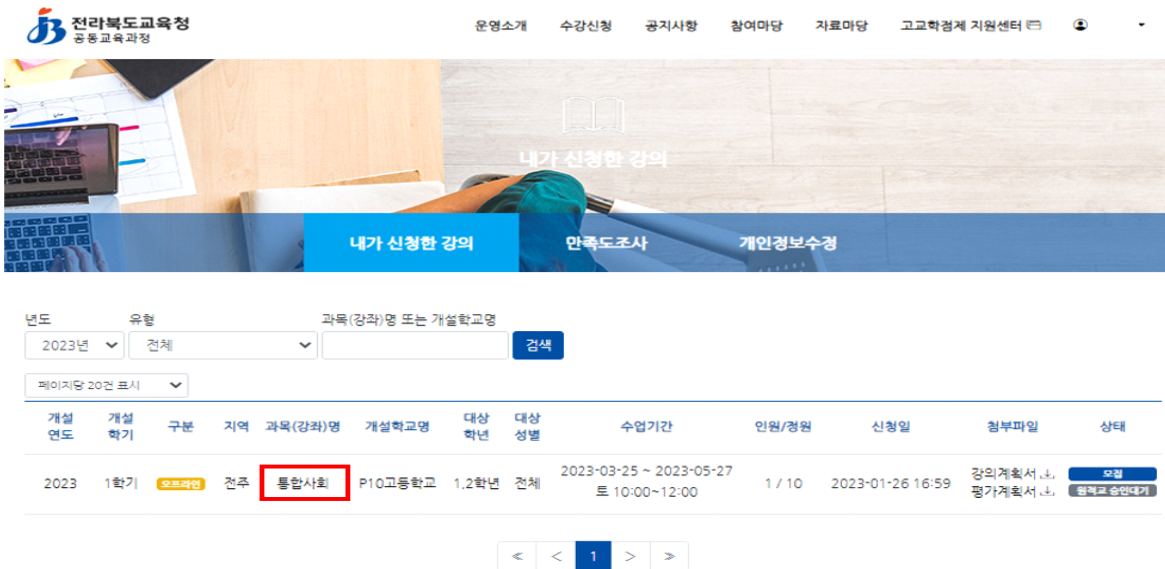 전라북도교육청
공동교육과정
운영소개 수강신청 공지사항 참여마당 자료마당 고교학점제 지원센터
내가 신청한 강의
내가 신청한 강의 만족도조사 개인정보수정
년도 유형 과목(강좌)명 또는 개설학교명
2023년 전체 검색
페이지당 20건 표시
개설연도 개설학기 구분 지역 과목(강좌)명 개설학교명 대상학년 대상성별 수업기간 인원/정원 신청일 첨부파일 상태
2023 1학기 오프라인 전주 통합사회 P10고등학교 1,2학년 전체 2023-03-25 ~ 2023-05-27 토 10:00~12:00 1 / 10 2023-01-26 16:59 강의계획서 평가계획서 모집 원적교 승인대기
« < 1 > »